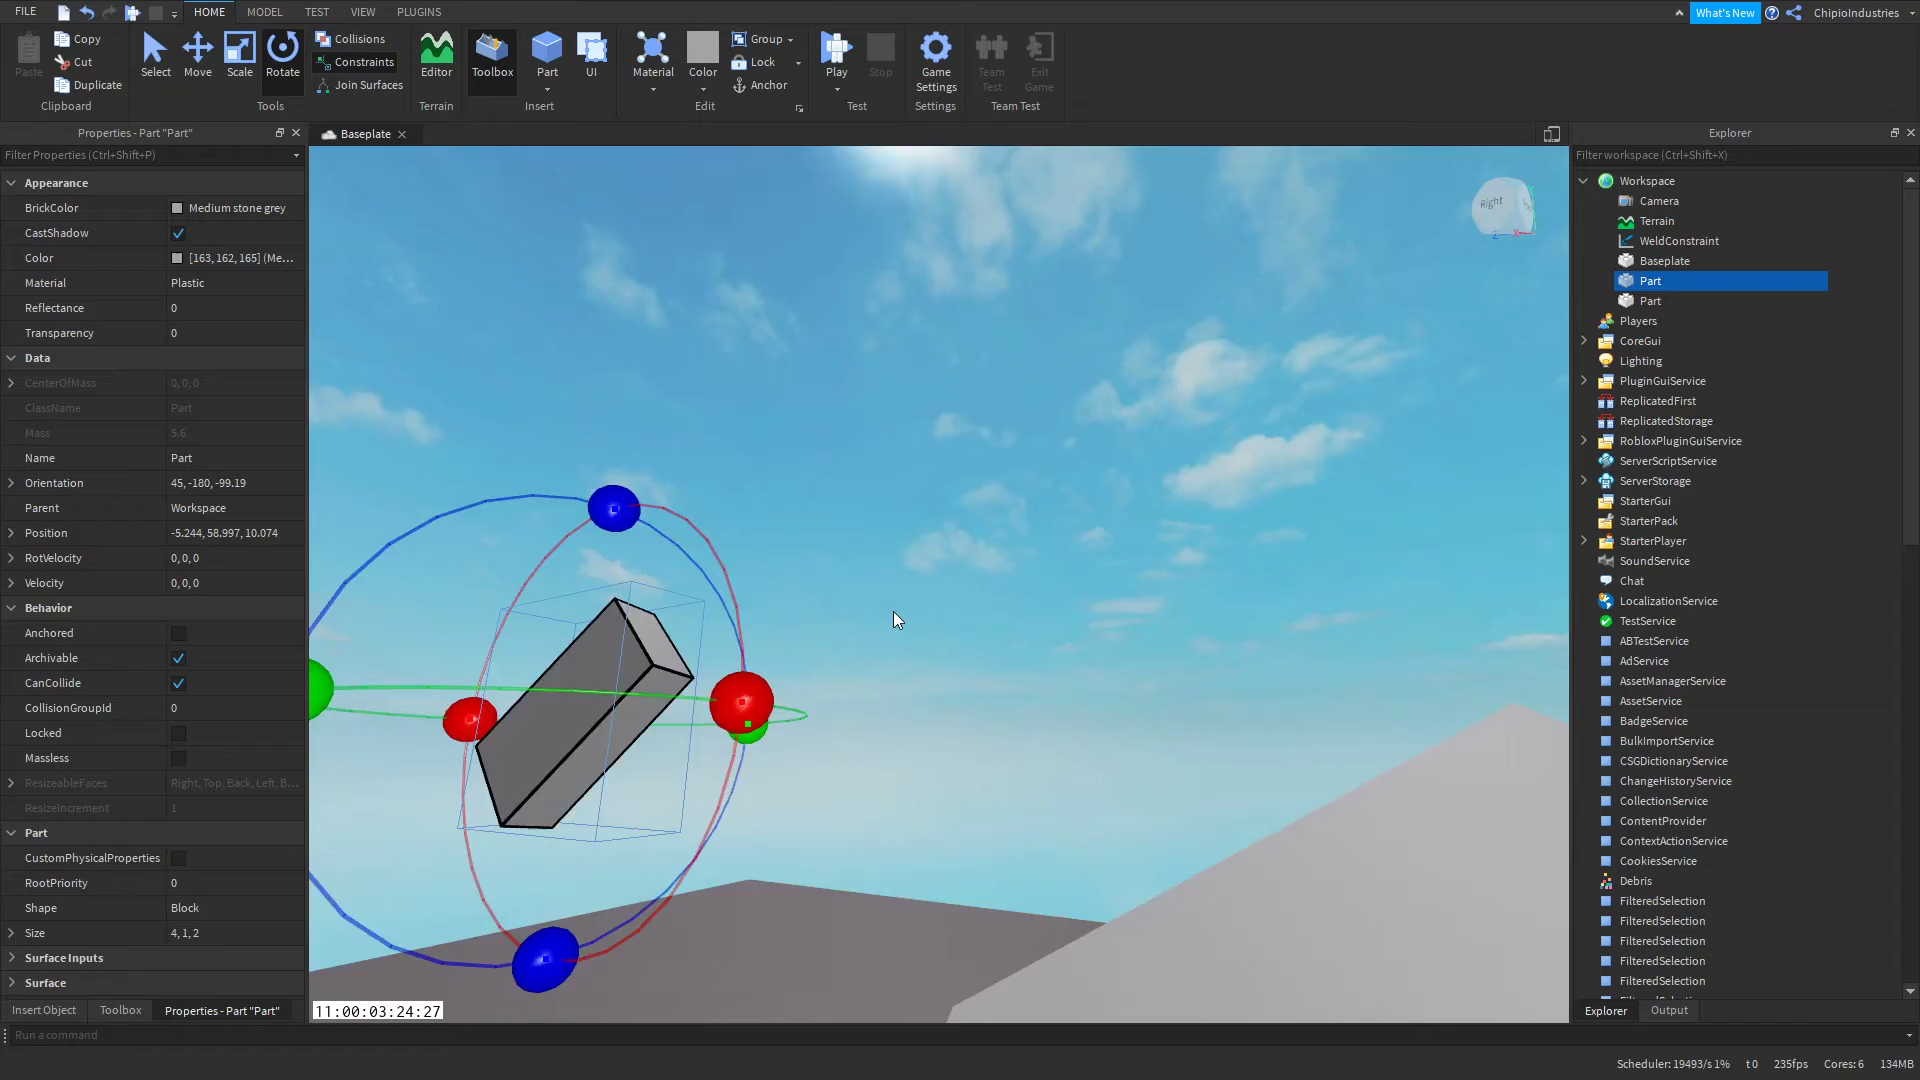 FILE HOME MODEL TEST VIEW PLUGINS What's New ChipioIndustries
Paste Copy Cut Duplicate Clipboard
Select Move Scale Rotate Tools
Collisions
Constraints
Join Surfaces
Editor Terrain
Toolbox Part UI Insert
Material Color Group Lock Anchor Edit
Play Stop Test
Game Settings Settings
Team Test Exit Game Team Test
Properties - Part "Part"
Filter Properties (Ctrl+Shift+P)
Appearance
BrickColor Medium stone grey
CastShadow
Color [163, 162, 165] (Me...
Material Plastic
Reflectance 0
Transparency 0
Data
CenterOfMass 0, 0, 0
ClassName Part
Mass 5.6
Name Part
Orientation 45, -180, -99.19
Parent Workspace
Position -5.244, 58.997, 10.074
RotVelocity 0, 0, 0
Velocity 0, 0, 0
Behavior
Anchored
Archivable
CanCollide
CollisionGroupId 0
Locked
Massless
ResizeableFaces Right, Top, Back, Left, B...
ResizeIncrement 1
Part
CustomPhysicalProperties
RootPriority 0
Shape Block
Size 4, 1, 2
Surface Inputs
Surface
Insert Object Toolbox Properties - Part "Part"
Baseplate
Right
Z X
11:00:03:24:27
Explorer
Filter workspace (Ctrl+Shift+X)
Workspace
Camera
Terrain
WeldConstraint
Baseplate
Part
Part
Players
CoreGui
Lighting
PluginGuiService
ReplicatedFirst
ReplicatedStorage
RobloxPluginGuiService
ServerScriptService
ServerStorage
StarterGui
StarterPack
StarterPlayer
SoundService
Chat
LocalizationService
TestService
ABTestService
AdService
AssetManagerService
AssetService
BadgeService
BulkImportService
CSGDictionaryService
ChangeHistoryService
CollectionService
ContentProvider
ContextActionService
CookiesService
Debris
FilteredSelection
FilteredSelection
FilteredSelection
FilteredSelection
FilteredSelection
Explorer Output
Run a command
Scheduler: 19493/s 1% t 0 235fps Cores: 6 134MB